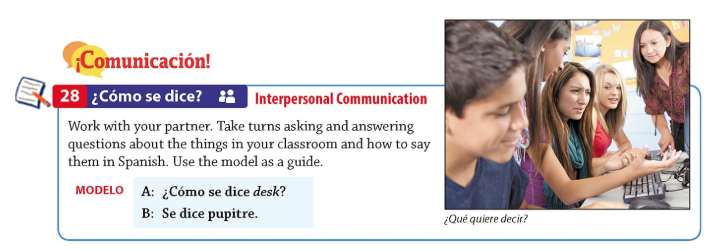 ¡Comunicación!
28 ¿Cómo se dice? Interpersonal Communication
Work with your partner. Take turns asking and answering
questions about the things in your classroom and how to say
them in Spanish. Use the model as a guide.
MODELO A: ¿Cómo se dice desk?
B: Se dice pupitre.
¿Qué quiere decir?